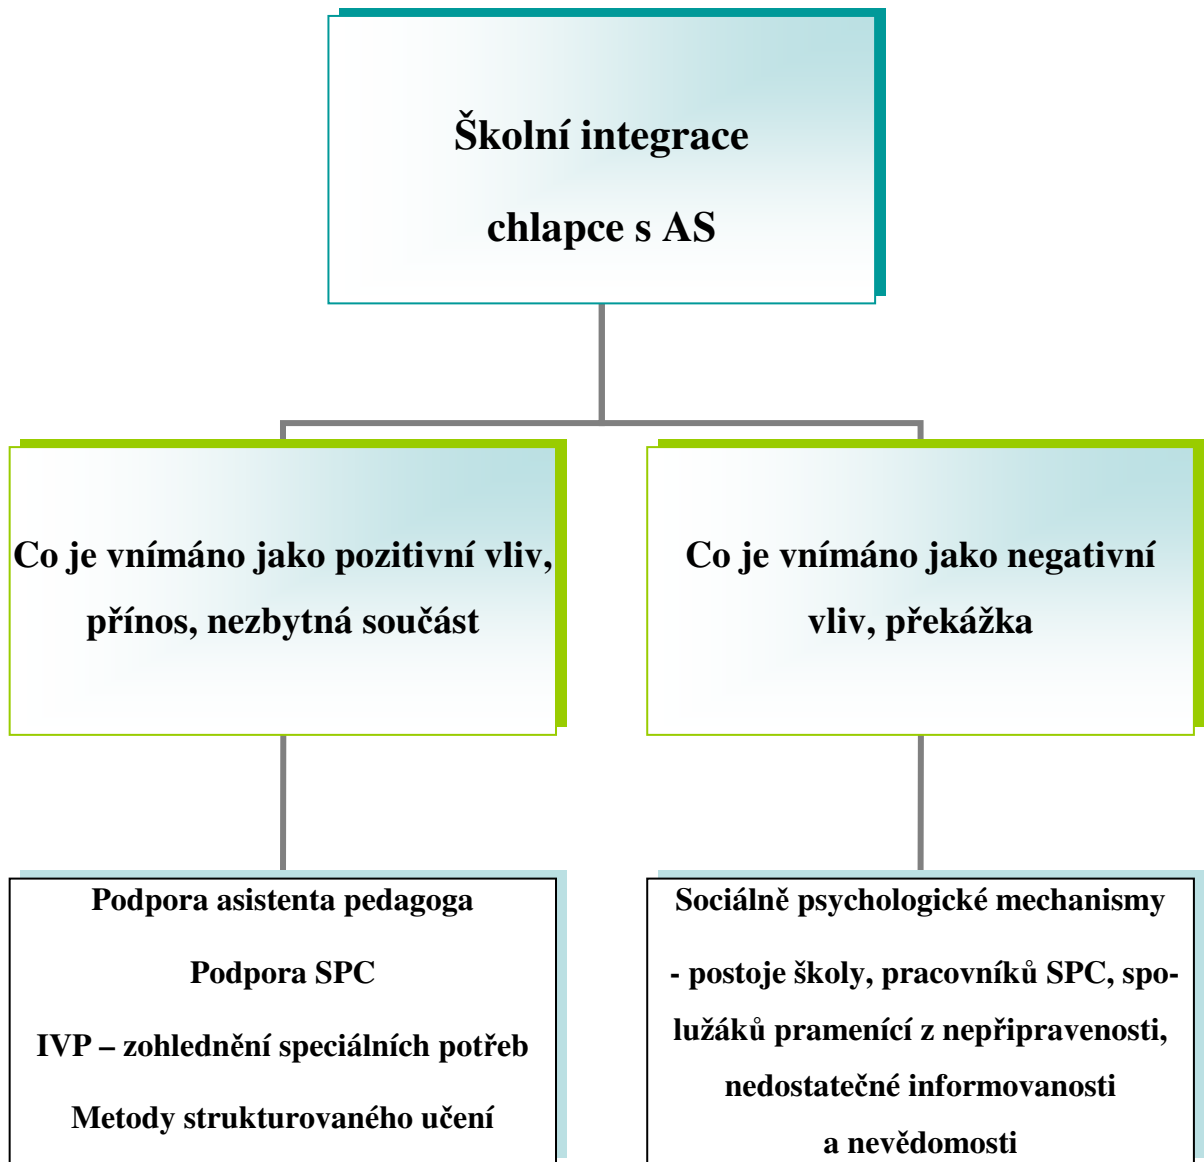 Školní integrace
chlapce s AS
Co je vnímáno jako pozitivní vliv,
přínos, nezbytná součást
Co je vnímáno jako negativní
vliv, překážka
Podpora asistenta pedagoga
Podpora SPC
IVP – zohlednění speciálních potřeb
Metody strukturovaného učení
Sociálně psychologické mechanismy
- postoje školy, pracovníků SPC, spo-
lužáků pramenící z nepřipravenosti,
nedostatečné informovanosti
a nevědomosti